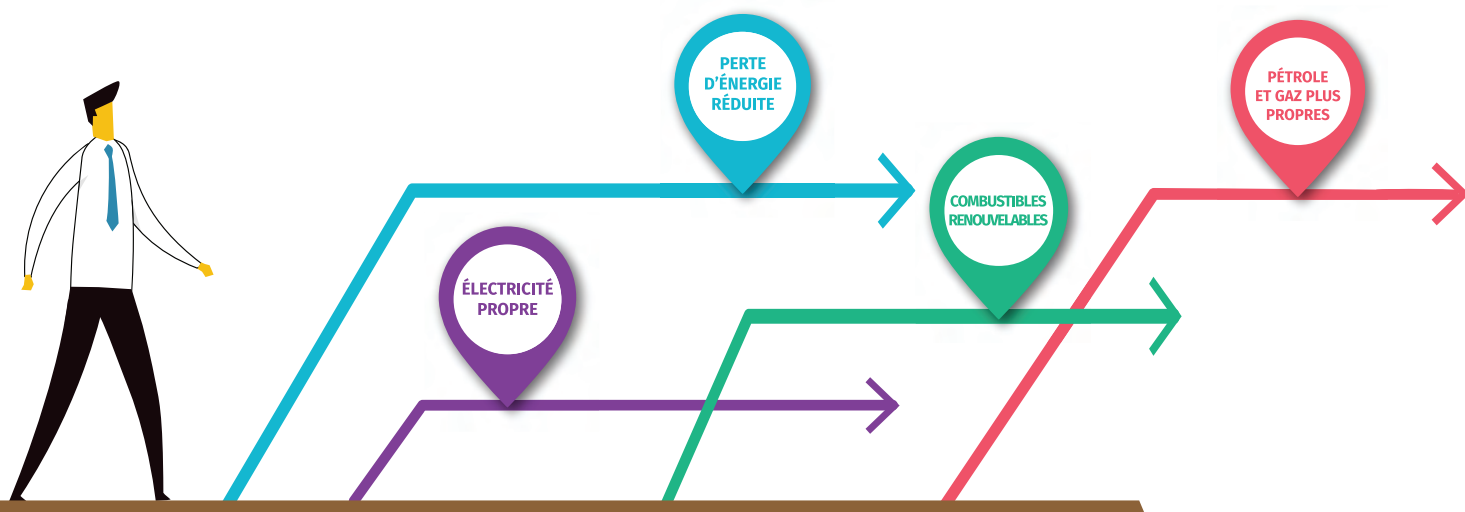 PERTE
D'ÉNERGIE
RÉDUITE
ÉLECTRICITÉ
PROPRE
COMBUSTIBLES
RENOUVELABLES
PÉTROLE
ET GAZ PLUS
PROPRES